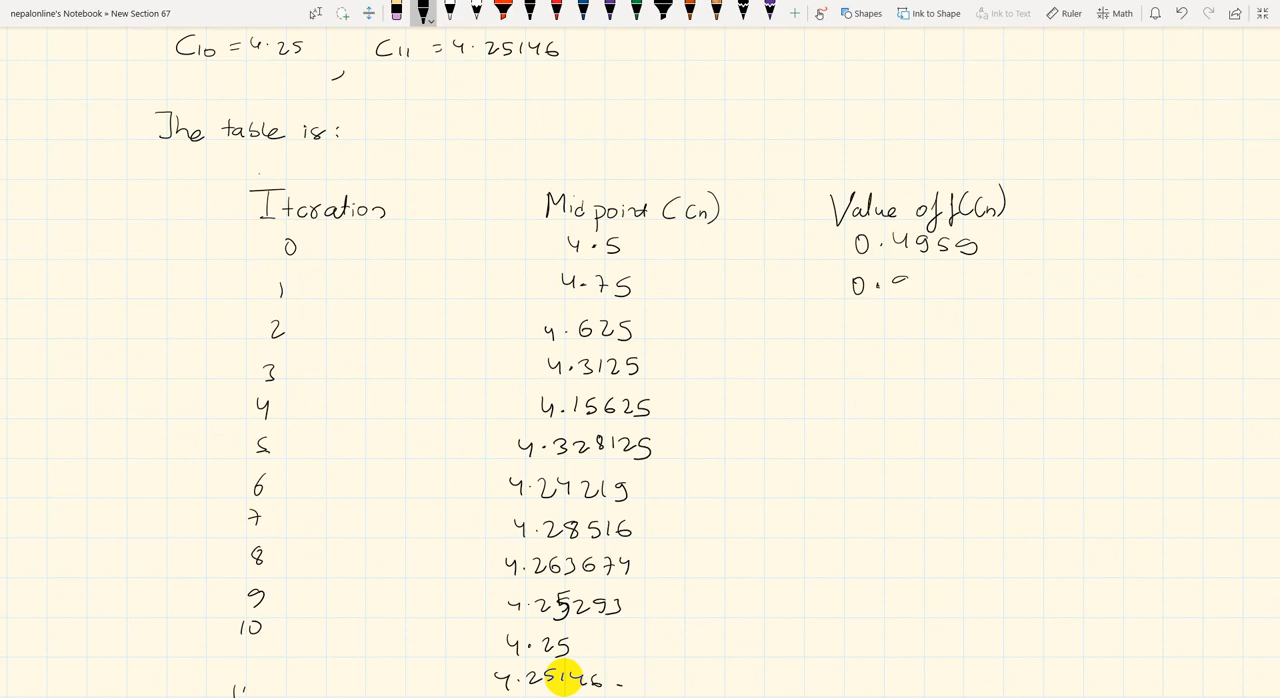 nepalonline's Notebook » New Section 67
Shapes Ink to Shape Ink to Text Ruler Math
C10 = 4.25 , C11 = 4.25146
The table is:
Iteration Midpoint (Cn) Value of f(Cn)
0 4.5 0.4959
1 4.75 0.
2 4.625
3 4.3125
4 4.15625
5 4.328125
6 4.24219
7 4.28516
8 4.263674
9 4.25293
10 4.25
11 4.25146